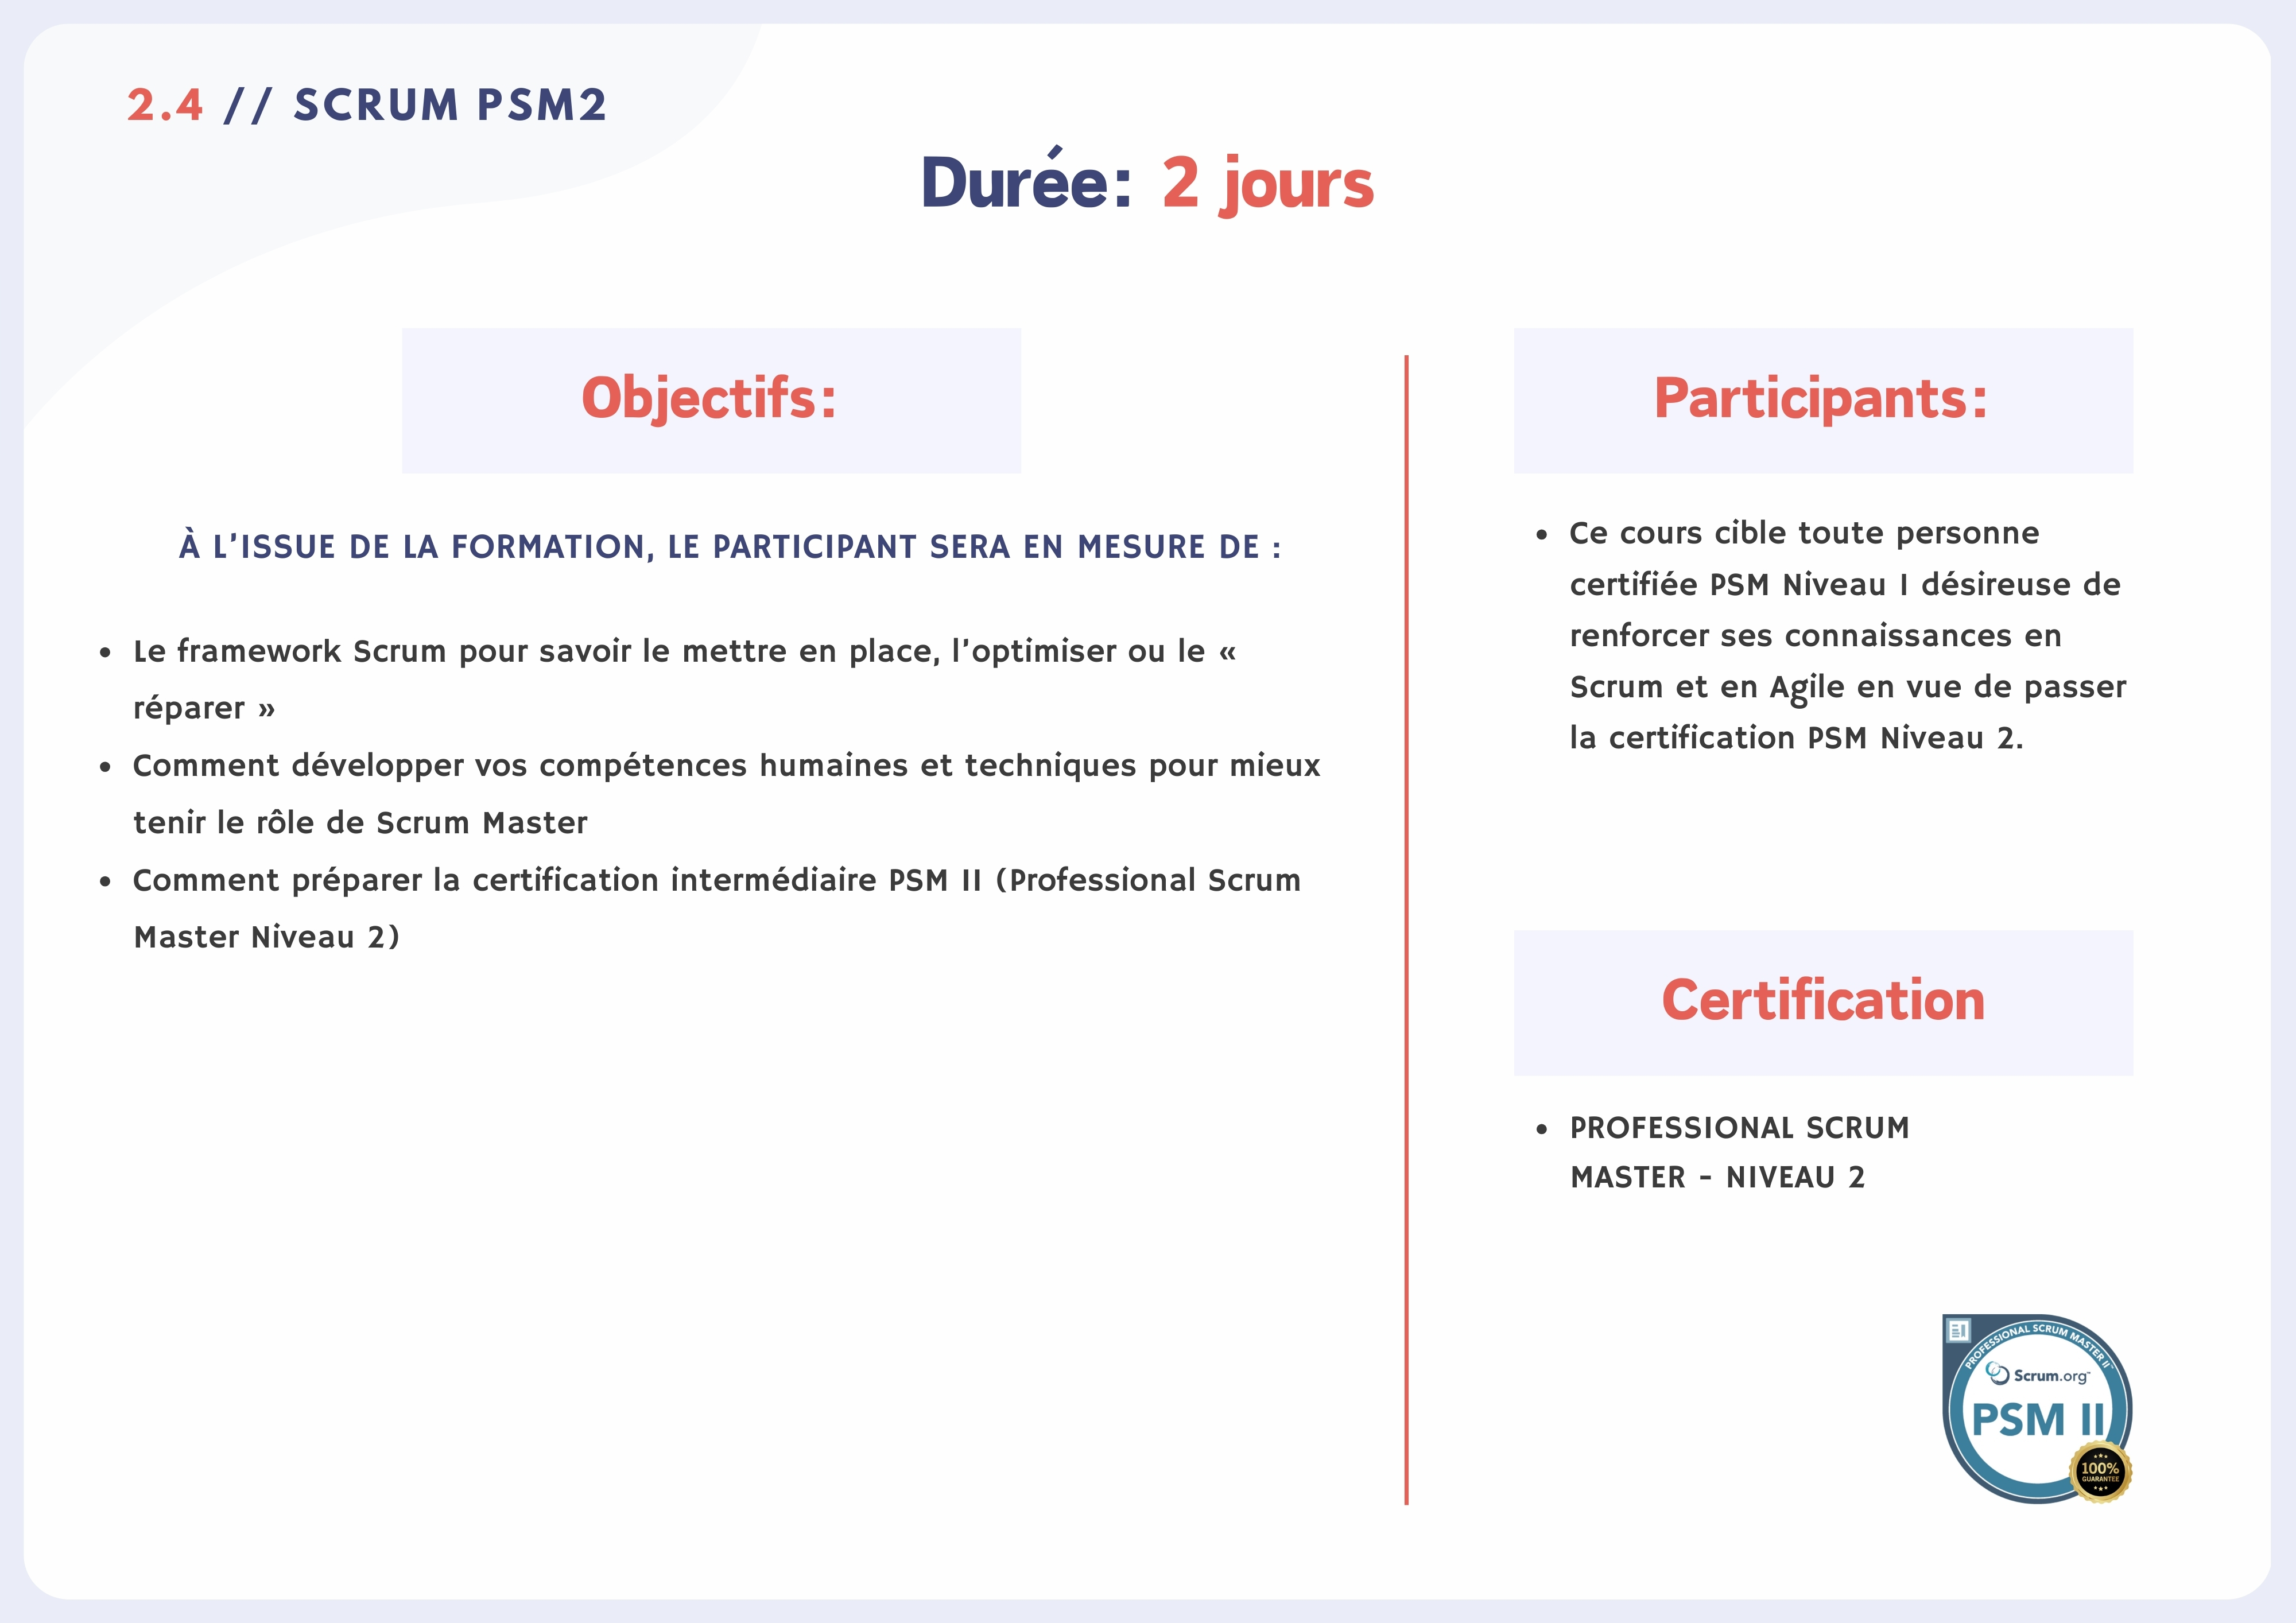 2.4 // SCRUM PSM2
Durée: 2 jours
Objectifs:
À L'ISSUE DE LA FORMATION, LE PARTICIPANT SERA EN MESURE DE :
• Le framework Scrum pour savoir le mettre en place, l'optimiser ou le «
réparer »
• Comment développer vos compétences humaines et techniques pour mieux
tenir le rôle de Scrum Master
• Comment préparer la certification intermédiaire PSM II (Professional Scrum
Master Niveau 2)
Participants:
• Ce cours cible toute personne
certifiée PSM Niveau I désireuse de
renforcer ses connaissances en
Scrum et en Agile en vue de passer
la certification PSM Niveau 2.
Certification
• PROFESSIONAL SCRUM
MASTER - NIVEAU 2
PROFESSIONAL SCRUM MASTER II™
Scrum.org™
PSM II
100%
GUARANTEE